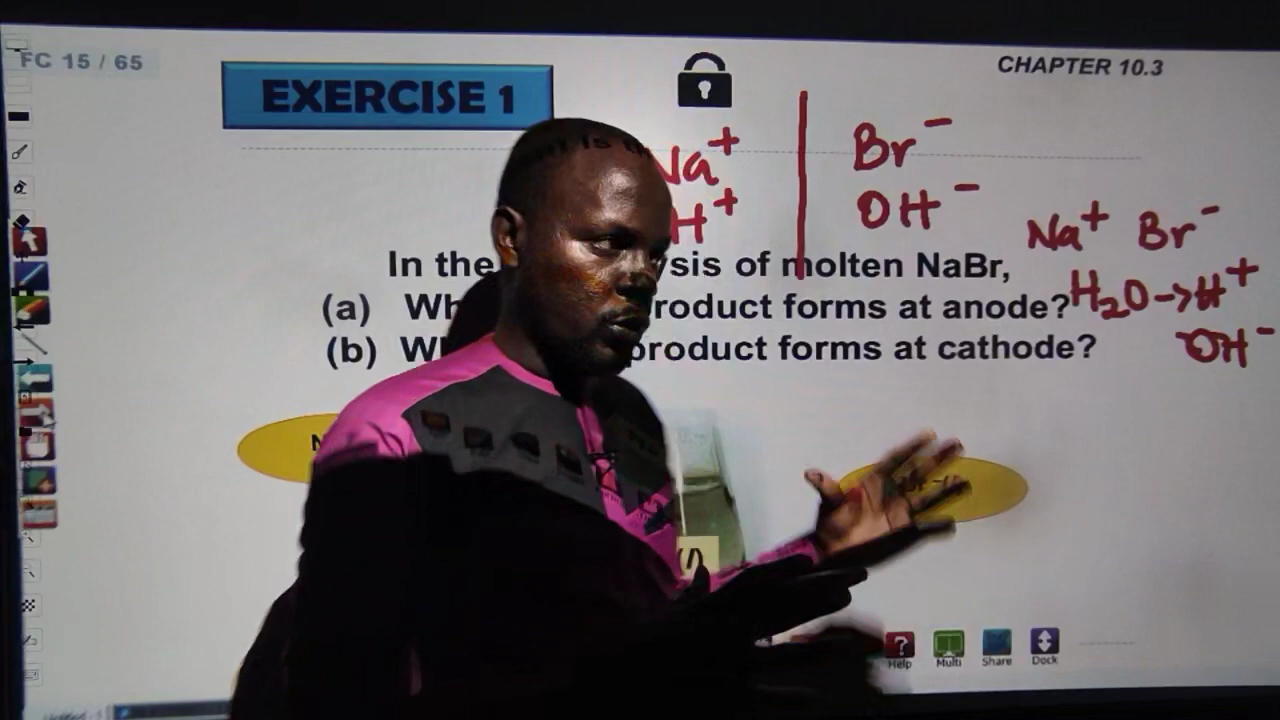 FC 15 / 65
CHAPTER 10.3
EXERCISE 1
Na⁺
H⁺
Br⁻
OH⁻
Na⁺ Br⁻
H₂O → H⁺
OH⁻
In the ysis of molten NaBr,
(a) Wh roduct forms at anode?
(b) W product forms at cathode?
(l)
Help
Multi
Share
Dock